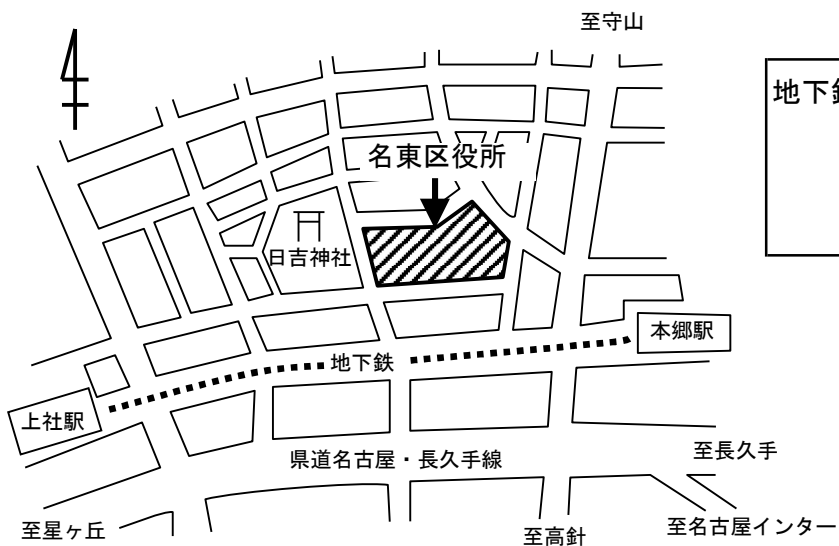 至守山
地下鉄
名東区役所
日吉神社
本郷駅
地下鉄
上社駅
至長久手
県道名古屋・長久手線
至星ヶ丘
至高針
至名古屋インター